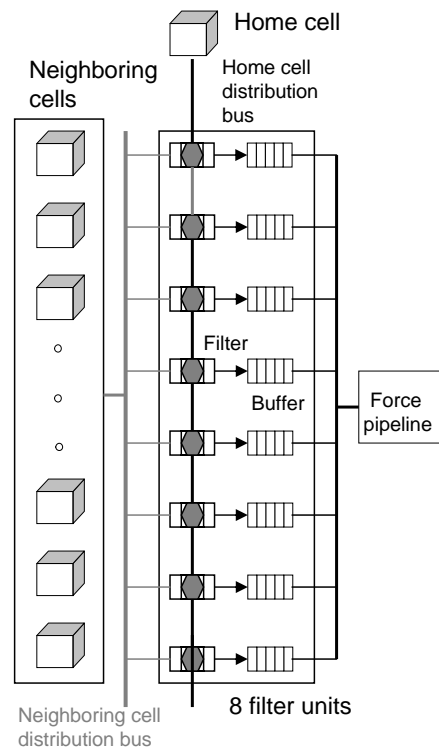 Home cell
Neighboring
cells
Home cell
distribution
bus
Filter
Buffer
Force
pipeline
8 filter units
Neighboring cell
distribution bus